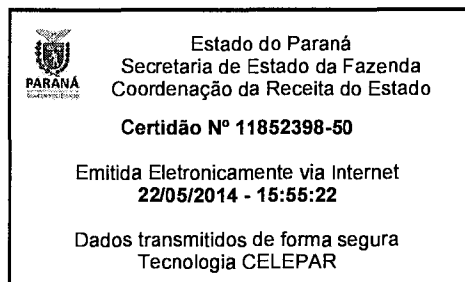 Estado do Paraná
Secretaria de Estado da Fazenda
PARANÁ
Coordenação da Receita do Estado
Certidão Nº 11852398-50
Emitida Eletronicamente via Internet
22/05/2014 - 15:55:22
Dados transmitidos de forma segura
Tecnologia CELEPAR